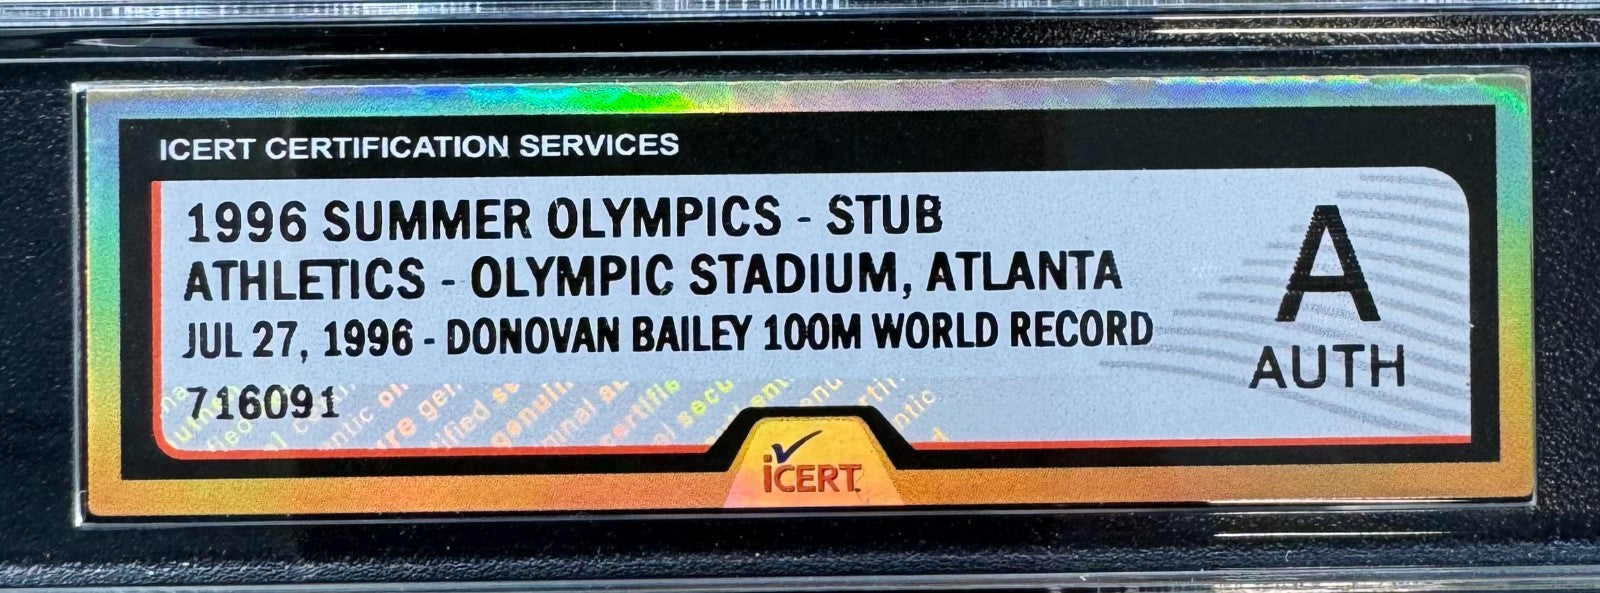 ICERT CERTIFICATION SERVICES
1996 SUMMER OLYMPICS - STUB
ATHLETICS - OLYMPIC STADIUM, ATLANTA
JUL 27, 1996 - DONOVAN BAILEY 100M WORLD RECORD
716091
A
AUTH
iCERT